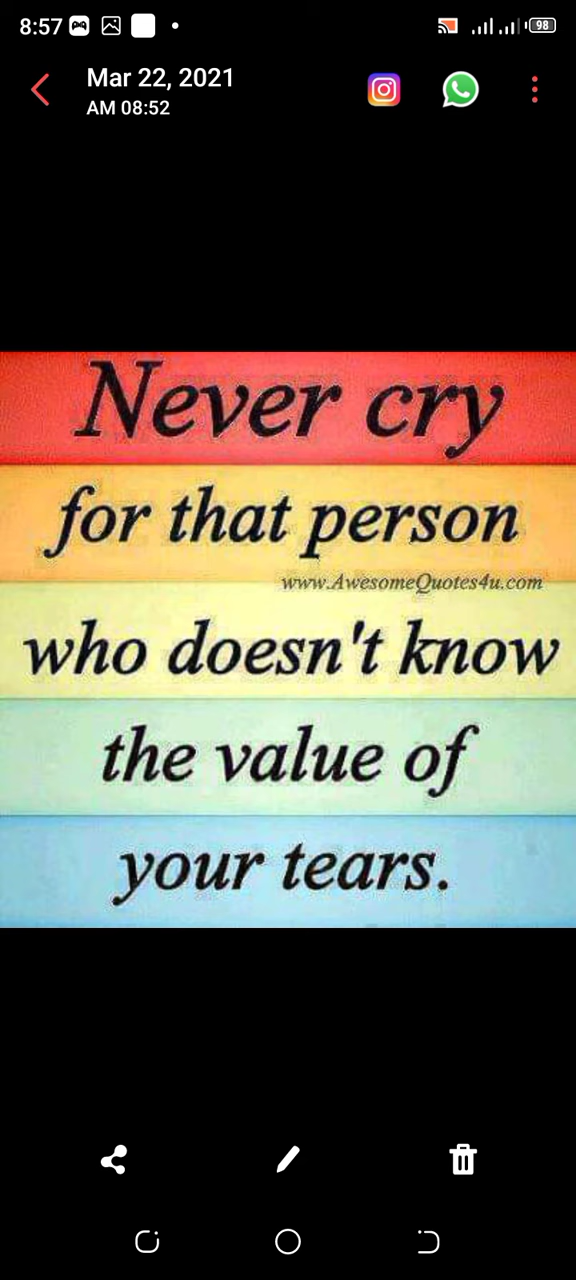 8:57
98
Mar 22, 2021
AM 08:52
Never cry
for that person
www.AwesomeQuotes4u.com
who doesn't know
the value of
your tears.